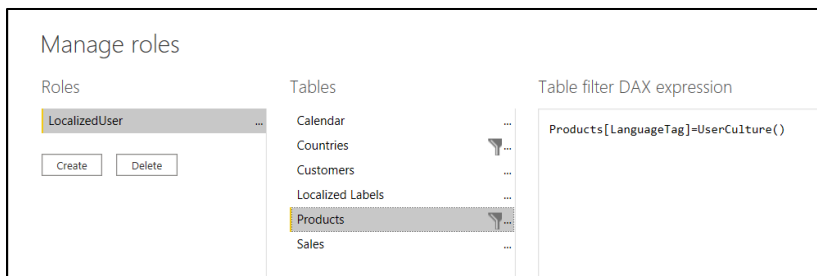 Manage roles
Roles
LocalizedUser ...
Create Delete
Tables
Calendar ...
Countries ...
Customers ...
Localized Labels ...
Products ...
Sales ...
Table filter DAX expression
Products[LanguageTag]=UserCulture()